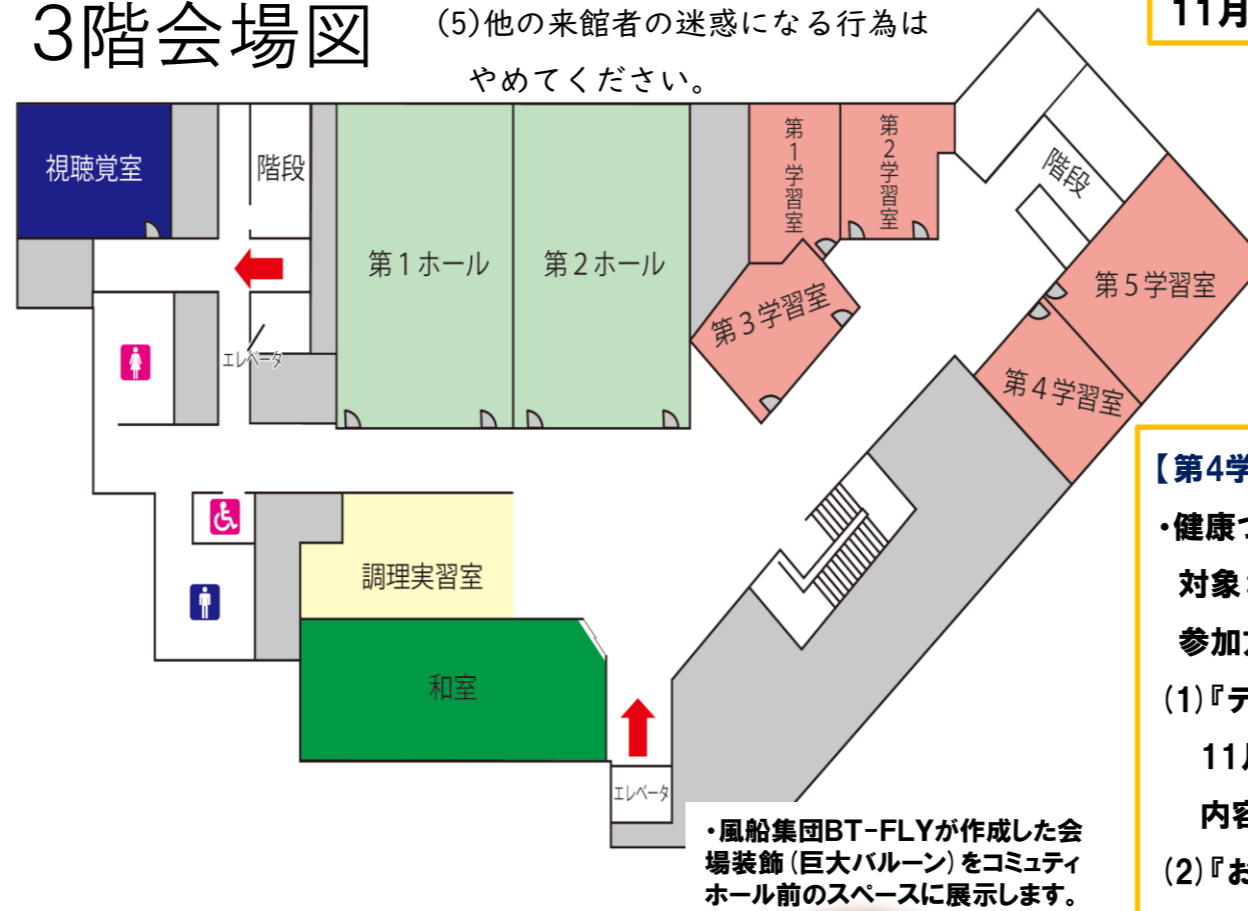 3階会場図
(5)他の来館者の迷惑になる行為は
やめてください。
11月
視聴覚室
階段
第1ホール
第2ホール
第1学習室
第2学習室
階段
第3学習室
第5学習室
第4学習室
エレベータ
調理実習室
和室
エレベータ
・風船集団BT-FLYが作成した会
場装飾(巨大バルーン)をコミュティ
ホール前のスペースに展示します。
【第4学
・健康づ
対象
参加
(1)『デ
11月
内容
(2)『お